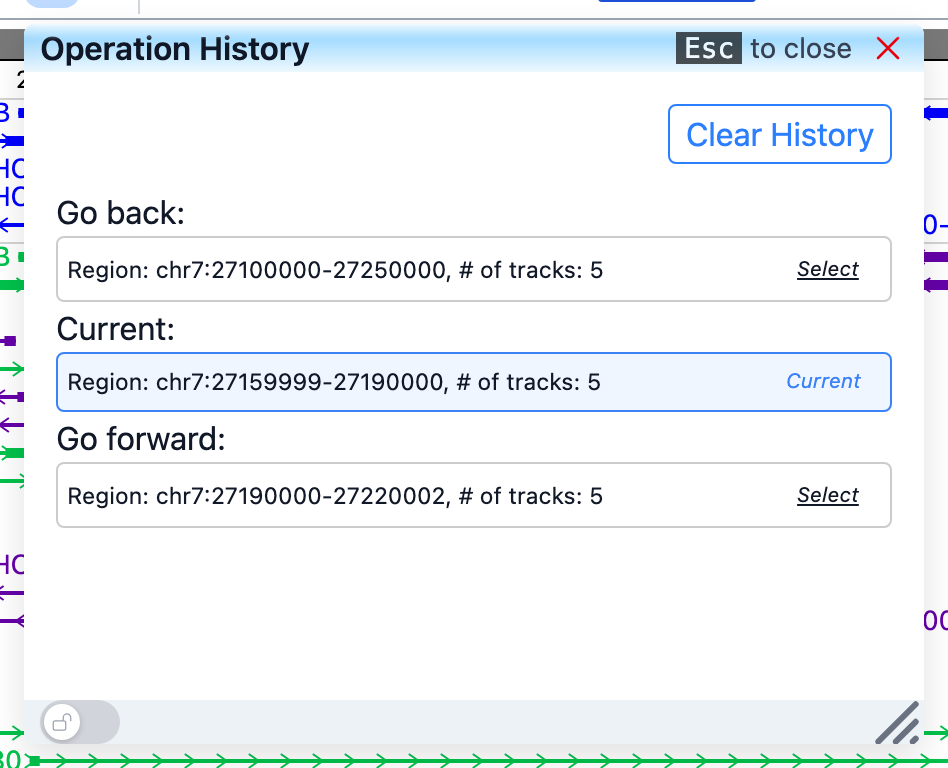 Operation History
Esc to close
Clear History
Go back:
Region: chr7:27100000-27250000, # of tracks: 5
Select
Current:
Region: chr7:27159999-27190000, # of tracks: 5
Current
Go forward:
Region: chr7:27190000-27220002, # of tracks: 5
Select